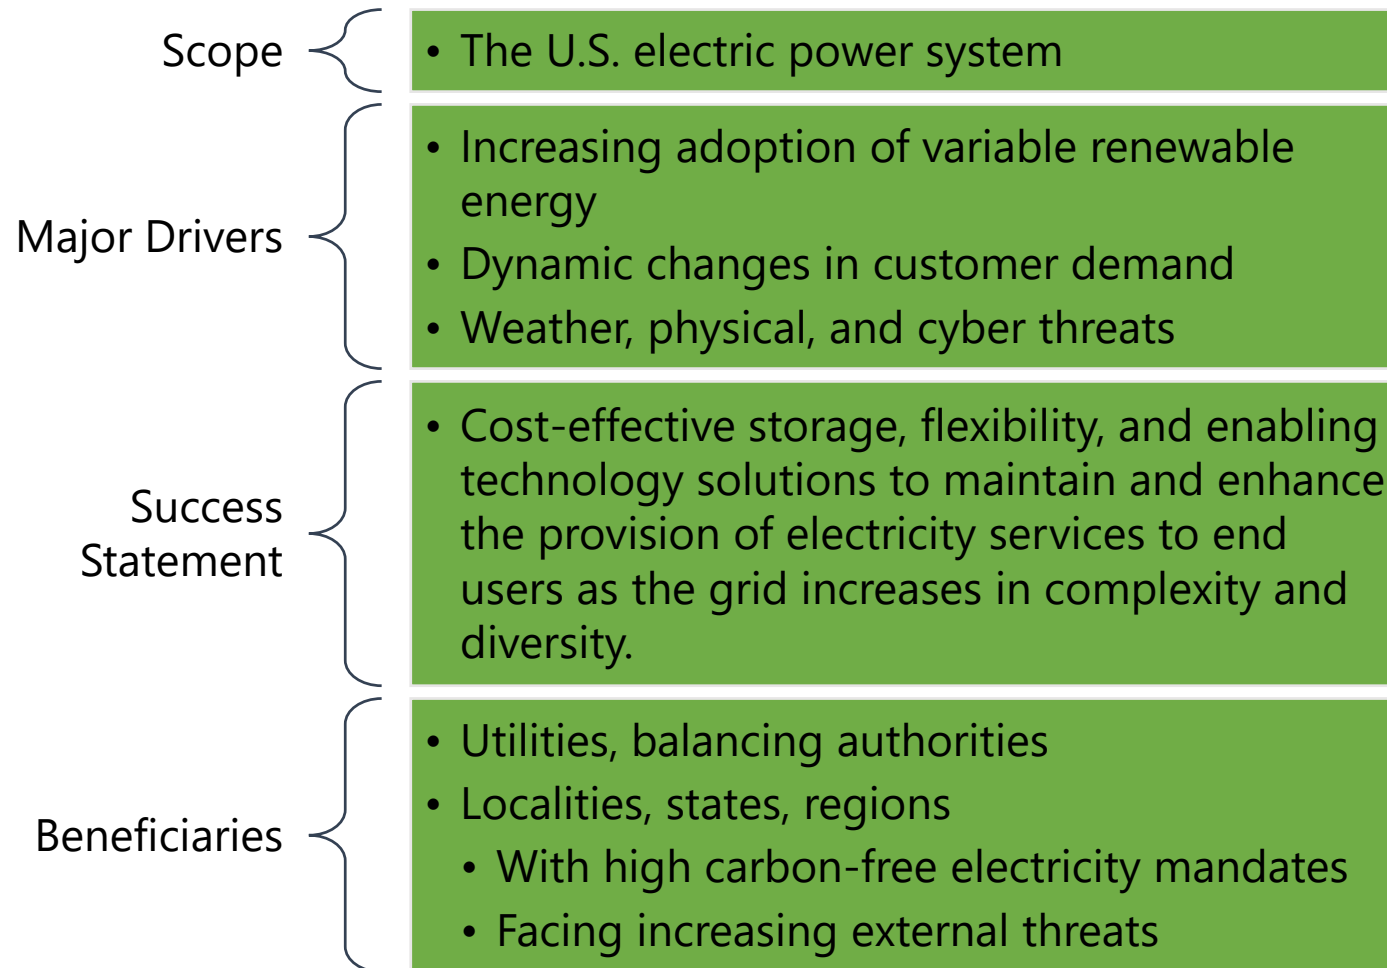 Scope
• The U.S. electric power system
Major Drivers
• Increasing adoption of variable renewable
energy
• Dynamic changes in customer demand
• Weather, physical, and cyber threats
Success
Statement
• Cost-effective storage, flexibility, and enabling
technology solutions to maintain and enhance
the provision of electricity services to end
users as the grid increases in complexity and
diversity.
Beneficiaries
• Utilities, balancing authorities
• Localities, states, regions
• With high carbon-free electricity mandates
• Facing increasing external threats